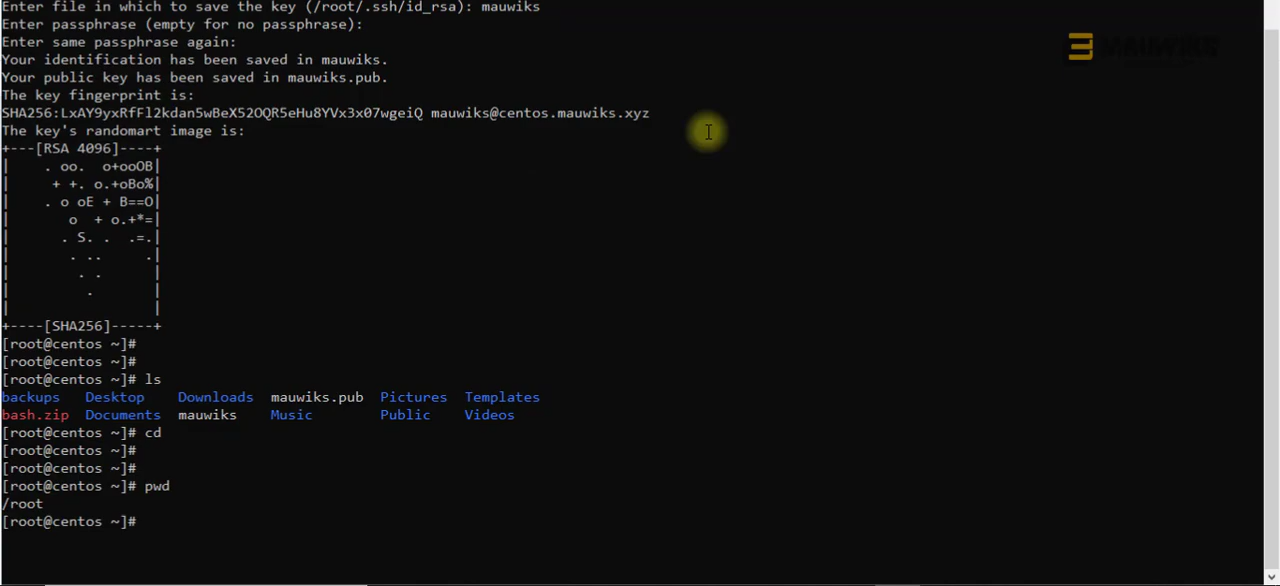 Enter file in which to save the key (/root/.ssh/id_rsa): mauwiks
Enter passphrase (empty for no passphrase):
Enter same passphrase again:
Your identification has been saved in mauwiks.
Your public key has been saved in mauwiks.pub.
The key fingerprint is:
SHA256:LxAY9yxRfFl2kdan5wBeX52OQR5eHu8YVx3x07wgeiQ mauwiks@centos.mauwiks.xyz
The key's randomart image is:
+---[RSA 4096]----+
|    . oo.  o+ooOB|
|     + +. o.+oBo%|
|    . o oE + B==O|
|       o  + o.+*=|
|      . S. .  .=.|
|       . ..     .|
|        . .      |
|         .       |
|                 |
+----[SHA256]-----+
[root@centos ~]#
[root@centos ~]#
[root@centos ~]# ls
backups   Desktop    Downloads  mauwiks.pub  Pictures  Templates
bash.zip  Documents  mauwiks    Music        Public    Videos
[root@centos ~]# cd
[root@centos ~]#
[root@centos ~]#
[root@centos ~]# pwd
/root
[root@centos ~]#
MAUWIKS